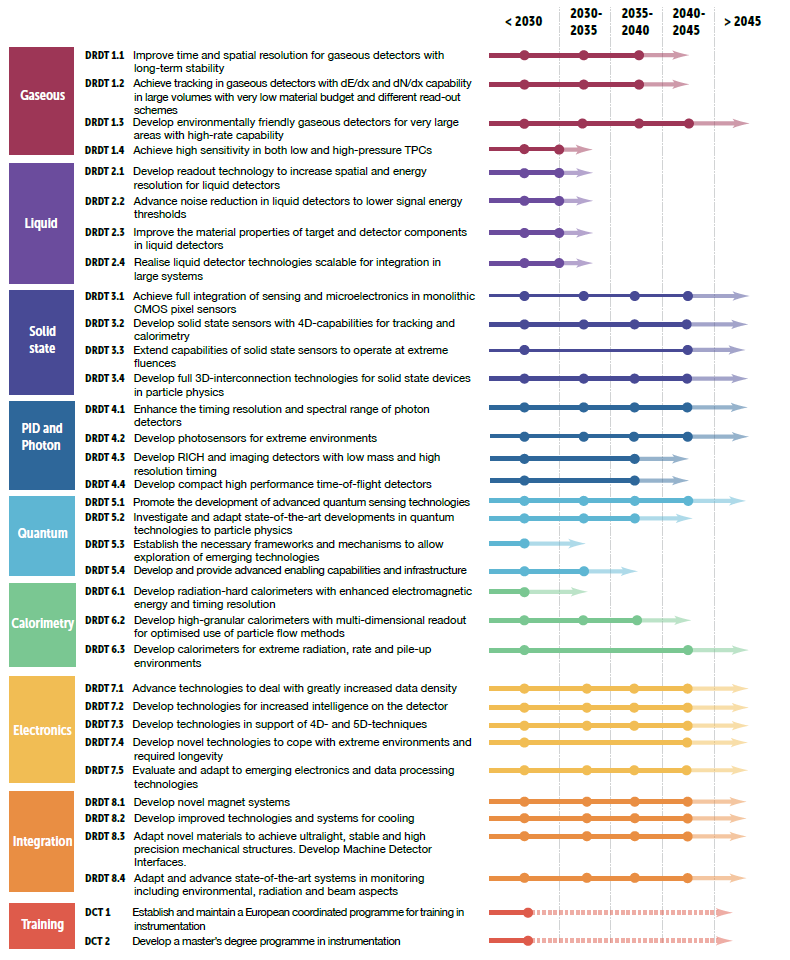 < 2030
2030-
2035
2035-
2040
2040-
2045
> 2045
Gaseous
DRDT 1.1 Improve time and spatial resolution for gaseous detectors with
long-term stability
DRDT 1.2 Achieve tracking in gaseous detectors with dE/dx and dN/dx capability
in large volumes with very low material budget and different read-out
schemes
DRDT 1.3 Develop environmentally friendly gaseous detectors for very large
areas with high-rate capability
DRDT 1.4 Achieve high sensitivity in both low and high-pressure TPCs
Liquid
DRDT 2.1 Develop readout technology to increase spatial and energy
resolution for liquid detectors
DRDT 2.2 Advance noise reduction in liquid detectors to lower signal energy
thresholds
DRDT 2.3 Improve the material properties of target and detector components
in liquid detectors
DRDT 2.4 Realise liquid detector technologies scalable for integration in
large systems
Solid
state
DRDT 3.1 Achieve full integration of sensing and microelectronics in monolithic
CMOS pixel sensors
DRDT 3.2 Develop solid state sensors with 4D-capabilities for tracking and
calorimetry
DRDT 3.3 Extend capabilities of solid state sensors to operate at extreme
fluences
DRDT 3.4 Develop full 3D-interconnection technologies for solid state devices
in particle physics
PID and
Photon
DRDT 4.1 Enhance the timing resolution and spectral range of photon
detectors
DRDT 4.2 Develop photosensors for extreme environments
DRDT 4.3 Develop RICH and imaging detectors with low mass and high
resolution timing
DRDT 4.4 Develop compact high performance time-of-flight detectors
Quantum
DRDT 5.1 Promote the development of advanced quantum sensing technologies
DRDT 5.2 Investigate and adapt state-of-the-art developments in quantum
technologies to particle physics
DRDT 5.3 Establish the necessary frameworks and mechanisms to allow
exploration of emerging technologies
DRDT 5.4 Develop and provide advanced enabling capabilities and infrastructure
Calorimetry
DRDT 6.1 Develop radiation-hard calorimeters with enhanced electromagnetic
energy and timing resolution
DRDT 6.2 Develop high-granular calorimeters with multi-dimensional readout
for optimised use of particle flow methods
DRDT 6.3 Develop calorimeters for extreme radiation, rate and pile-up
environments
Electronics
DRDT 7.1 Advance technologies to deal with greatly increased data density
DRDT 7.2 Develop technologies for increased intelligence on the detector
DRDT 7.3 Develop technologies in support of 4D- and 5D-techniques
DRDT 7.4 Develop novel technologies to cope with extreme environments and
required longevity
DRDT 7.5 Evaluate and adapt to emerging electronics and data processing
technologies
Integration
DRDT 8.1 Develop novel magnet systems
DRDT 8.2 Develop improved technologies and systems for cooling
DRDT 8.3 Adapt novel materials to achieve ultralight, stable and high
precision mechanical structures. Develop Machine Detector
Interfaces.
DRDT 8.4 Adapt and advance state-of-the-art systems in monitoring
including environmental, radiation and beam aspects
Training
DCT 1 Establish and maintain a European coordinated programme for training in
instrumentation
DCT 2 Develop a master's degree programme in instrumentation